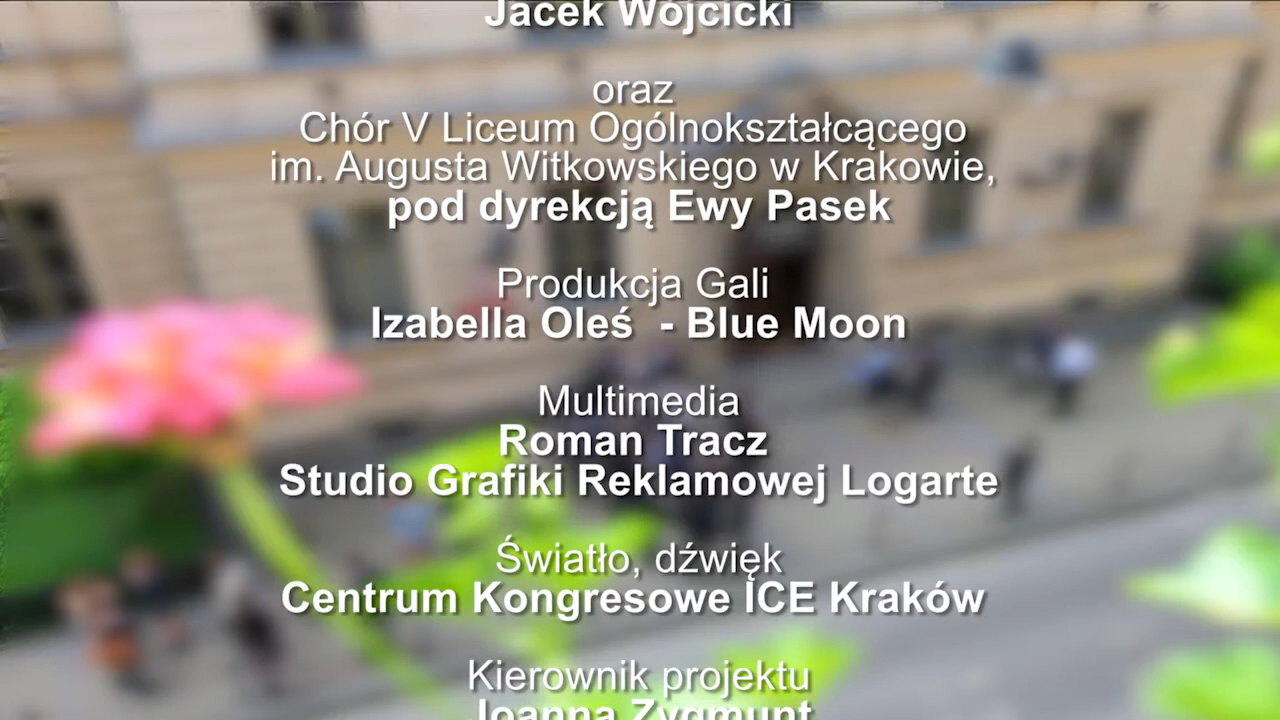 Jacek Wójcicki
oraz
Chór V Liceum Ogólnokształcącego
im. Augusta Witkowskiego w Krakowie,
pod dyrekcją Ewy Pasek
Produkcja Gali
Izabella Oleś - Blue Moon
Multimedia
Roman Tracz
Studio Grafiki Reklamowej Logarte
Światło, dźwięk
Centrum Kongresowe ICE Kraków
Kierownik projektu
Joanna Zygmunt